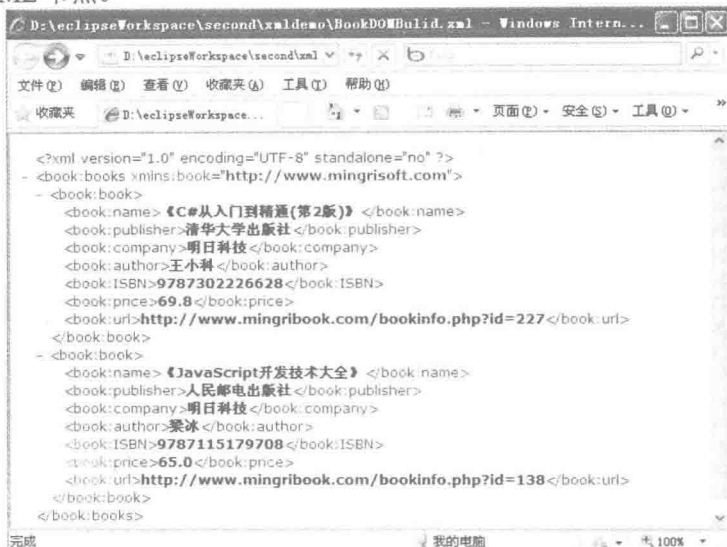 D:\eclipseWorkspace\second\xmldemo\BookDOMBulid.xml - Windows Intern...
D:\eclipseWorkspace\second\xml
文件(F) 编辑(E) 查看(V) 收藏夹(A) 工具(T) 帮助(H)
收藏夹 D:\eclipseWorkspace... 页面(P) 安全(S) 工具(O) »
<?xml version="1.0" encoding="UTF-8" standalone="no" ?>
- <book:books xmlns:book="http://www.mingrisoft.com">
- <book:book>
<book:name>《C#从入门到精通(第2版)》</book:name>
<book:publisher>清华大学出版社</book:publisher>
<book:company>明日科技</book:company>
<book:author>王小科</book:author>
<book:ISBN>9787302226628</book:ISBN>
<book:price>69.8</book:price>
<book:url>http://www.mingribook.com/bookinfo.php?id=227</book:url>
</book:book>
- <book:book>
<book:name>《JavaScript开发技术大全》</book:name>
<book:publisher>人民邮电出版社</book:publisher>
<book:company>明日科技</book:company>
<book:author>梁冰</book:author>
<book:ISBN>9787115179708</book:ISBN>
<book:price>65.0</book:price>
<book:url>http://www.mingribook.com/bookinfo.php?id=138</book:url>
</book:book>
</book:books>
完成 我的电脑 100%